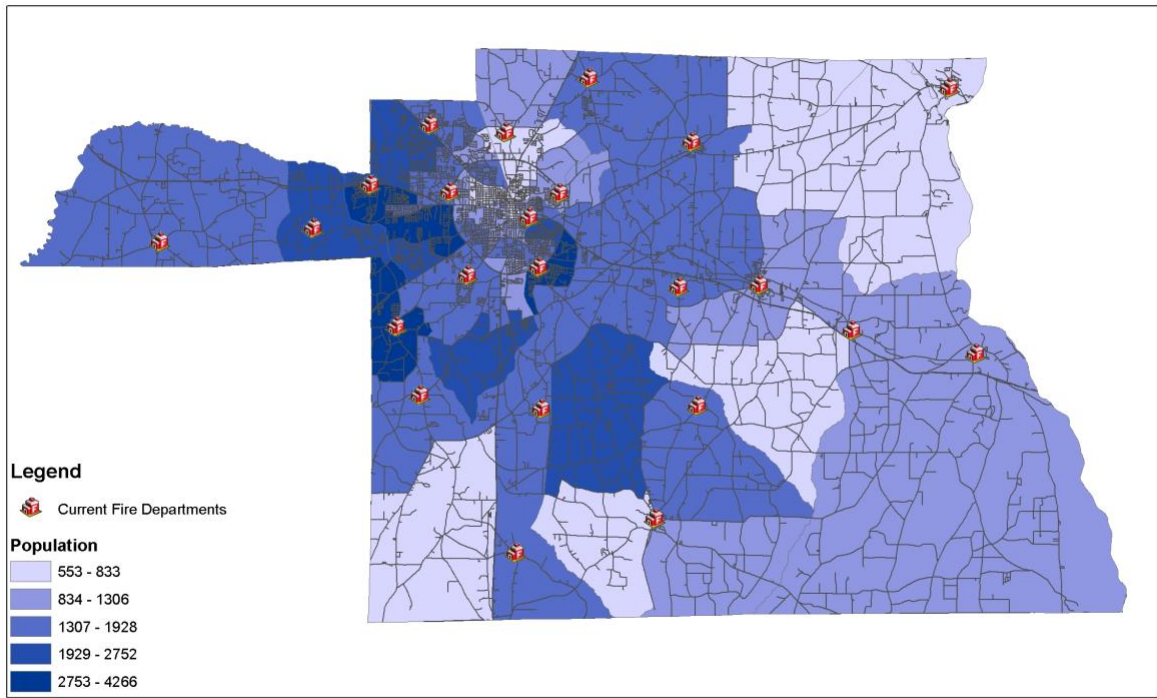 Legend
Current Fire Departments
Population
553 - 833
834 - 1306
1307 - 1928
1929 - 2752
2753 - 4266